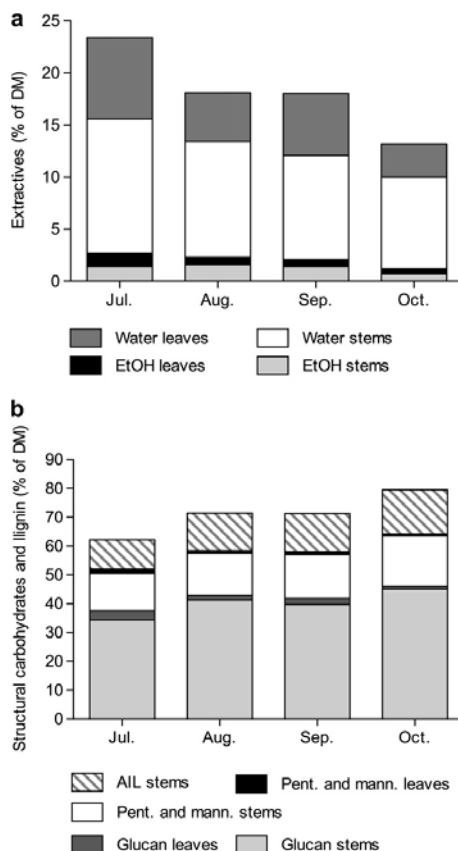 a
Extractives (% of DM)
25
20
15
10
5
0
Jul. Aug. Sep. Oct.
Water leaves Water stems
EtOH leaves EtOH stems
b
Structural carbohydrates and llignin (% of DM)
90
80
70
60
50
40
30
20
10
0
Jul. Aug. Sep. Oct.
AIL stems Pent. and mann. leaves
Pent. and mann. stems
Glucan leaves Glucan stems